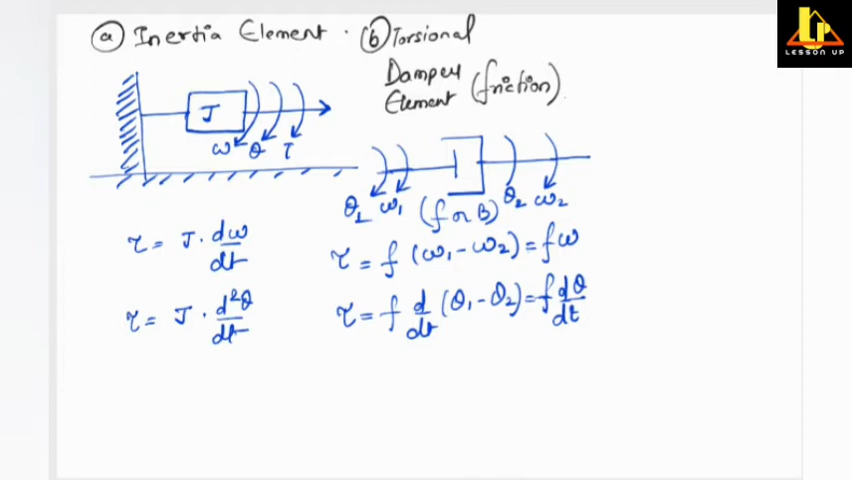 (a) Inertia Element. (b) Torsional
Damper
Element (friction)
J
ω θ τ
θ₁ ω₁ (f or B) θ₂ ω₂
τ = J · dω/dt
τ = f (ω₁ - ω₂) = fω
τ = J · d²θ/dt
τ = f d/dt (θ₁ - θ₂) = f dθ/dt
LESSON UP